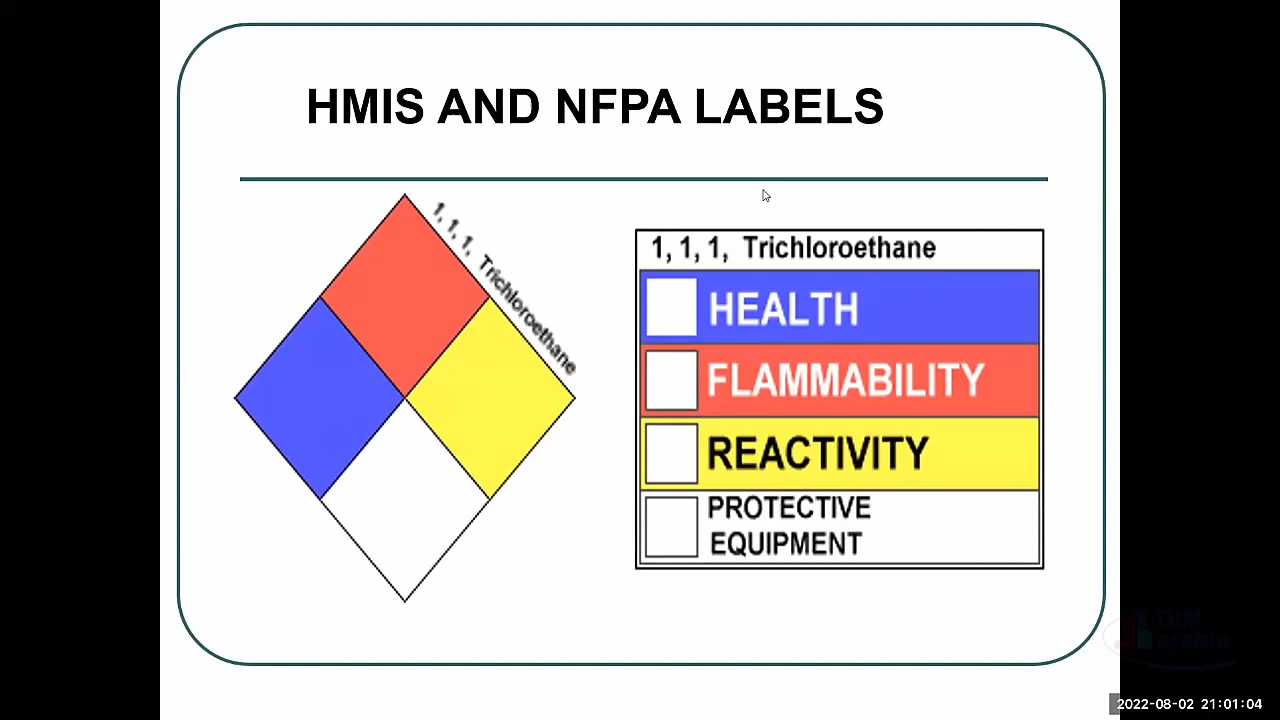 HMIS AND NFPA LABELS
1, 1, 1, Trichloroethane
1, 1, 1, Trichloroethane
HEALTH
FLAMMABILITY
REACTIVITY
PROTECTIVE
EQUIPMENT
2022-08-02 21:01:04